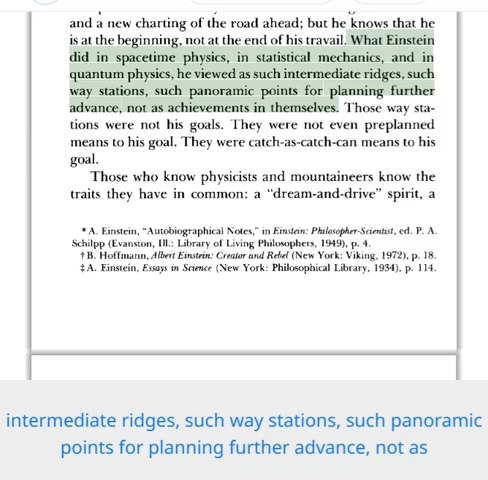 and a new charting of the road ahead; but he knows that he
is at the beginning, not at the end of his travail. What Einstein
did in spacetime physics, in statistical mechanics, and in
quantum physics, he viewed as such intermediate ridges, such
way stations, such panoramic points for planning further
advance, not as achievements in themselves. Those way sta-
tions were not his goals. They were not even preplanned
means to his goal. They were catch-as-catch-can means to his
goal.
Those who know physicists and mountaineers know the
traits they have in common: a “dream-and-drive” spirit, a
* A. Einstein, “Autobiographical Notes,” in Einstein: Philosopher-Scientist, ed. P. A.
Schilpp (Evanston, Ill.: Library of Living Philosophers, 1949), p. 4.
† B. Hoffmann, Albert Einstein: Creator and Rebel (New York: Viking, 1972), p. 18.
‡ A. Einstein, Essays in Science (New York: Philosophical Library, 1934), p. 114.
intermediate ridges, such way stations, such panoramic
points for planning further advance, not as